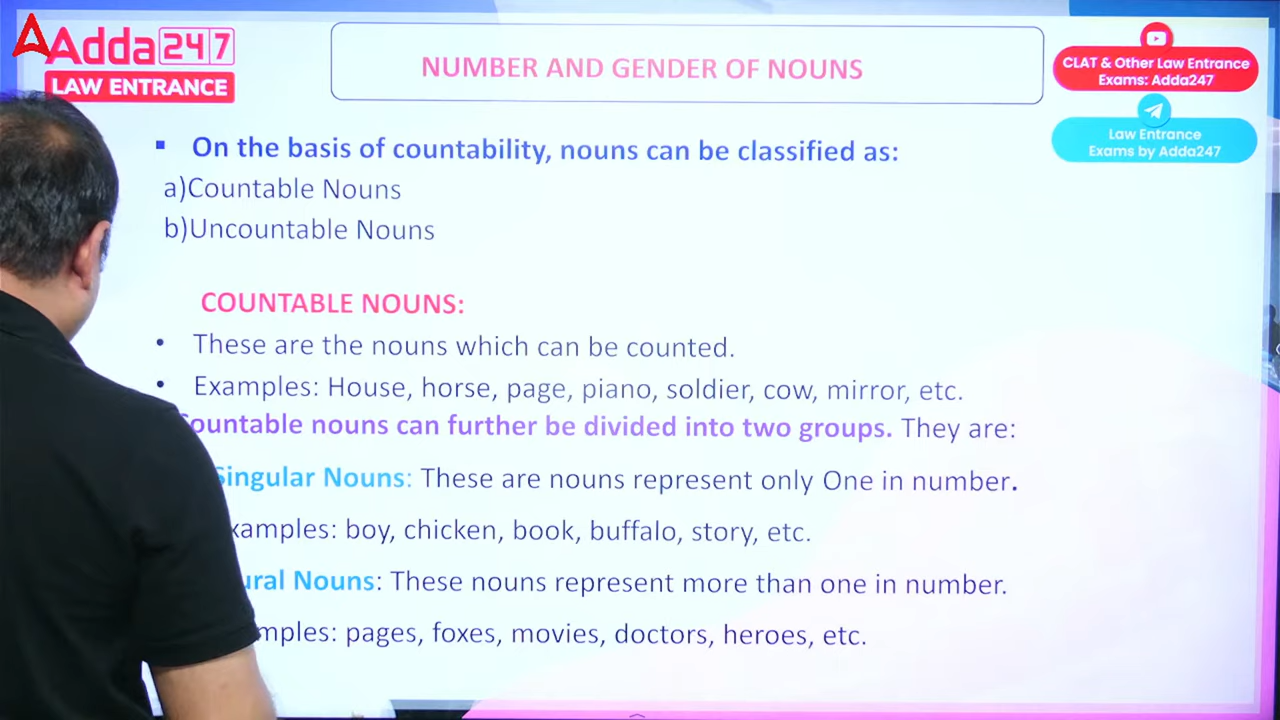 Adda247
LAW ENTRANCE
NUMBER AND GENDER OF NOUNS
CLAT & Other Law Entrance
Exams: Adda247
Law Entrance
Exams by Adda247
▪ On the basis of countability, nouns can be classified as:
a)Countable Nouns
b)Uncountable Nouns
COUNTABLE NOUNS:
• These are the nouns which can be counted.
• Examples: House, horse, page, piano, soldier, cow, mirror, etc.
Countable nouns can further be divided into two groups. They are:
Singular Nouns: These are nouns represent only One in number.
Examples: boy, chicken, book, buffalo, story, etc.
Plural Nouns: These nouns represent more than one in number.
Examples: pages, foxes, movies, doctors, heroes, etc.